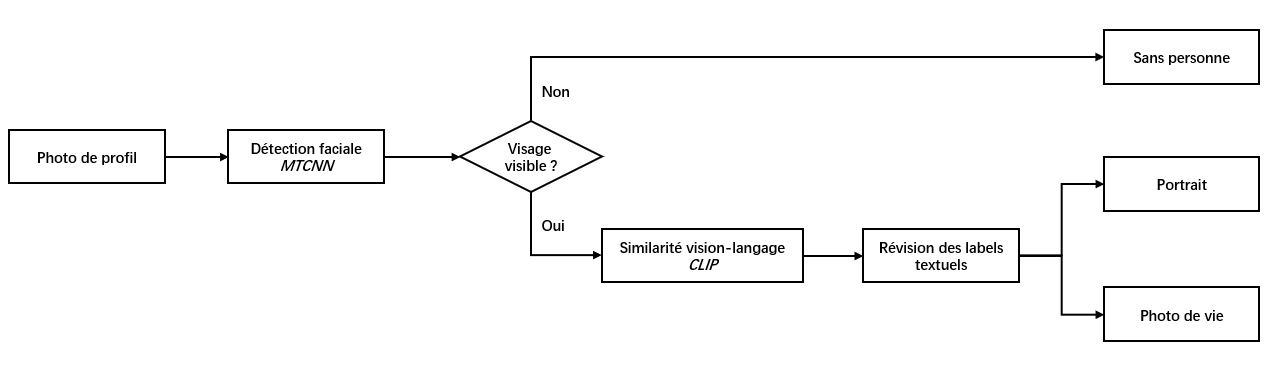 Sans personne
Non
Photo de profil
Détection faciale
MTCNN
Visage
visible ?
Portrait
Oui
Similarité vision-langage
CLIP
Révision des labels
textuels
Photo de vie